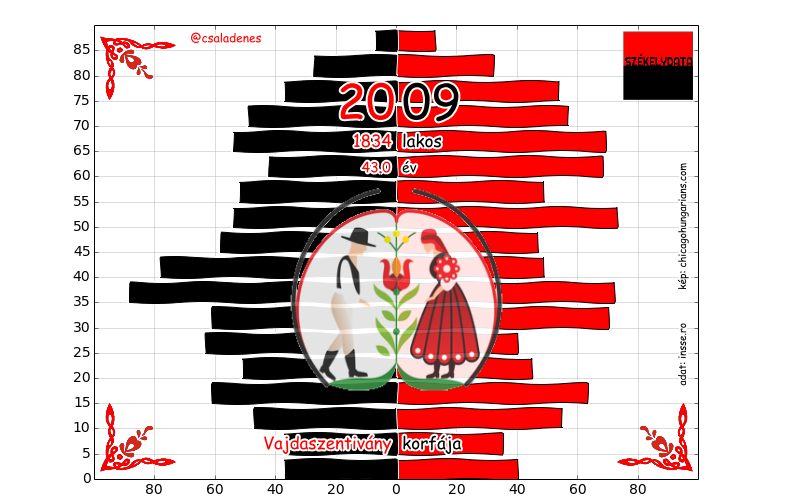 @csaladenes
SZÉKELYDATA
2009
1834 lakos
43.0 év
kép: chicagohungarians.com
adat: insse.ro
Vajdaszentivány korfája
85
80
75
70
65
60
55
50
45
40
35
30
25
20
15
10
5
0
80 60 40 20 0 20 40 60 80